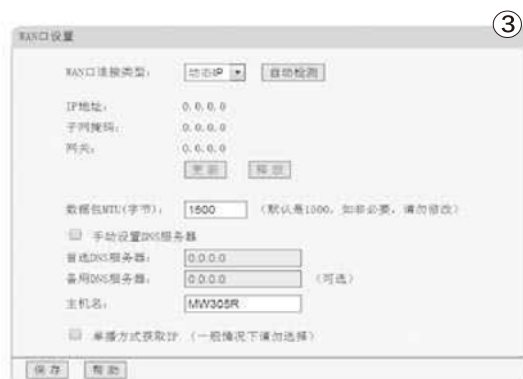 ③
WAN口设置
WAN口连接类型： 动态IP 自动检测
IP地址： 0.0.0.0
子网掩码： 0.0.0.0
网关： 0.0.0.0
更新 释放
数据包MTU(字节)： 1500 (默认是1500，如非必要，请勿修改)
手动设置DNS服务器
首选DNS服务器： 0.0.0.0
备用DNS服务器： 0.0.0.0 (可选)
主机名： MW305R
单播方式获取IP (一般情况下请勿选择)
保存 帮助